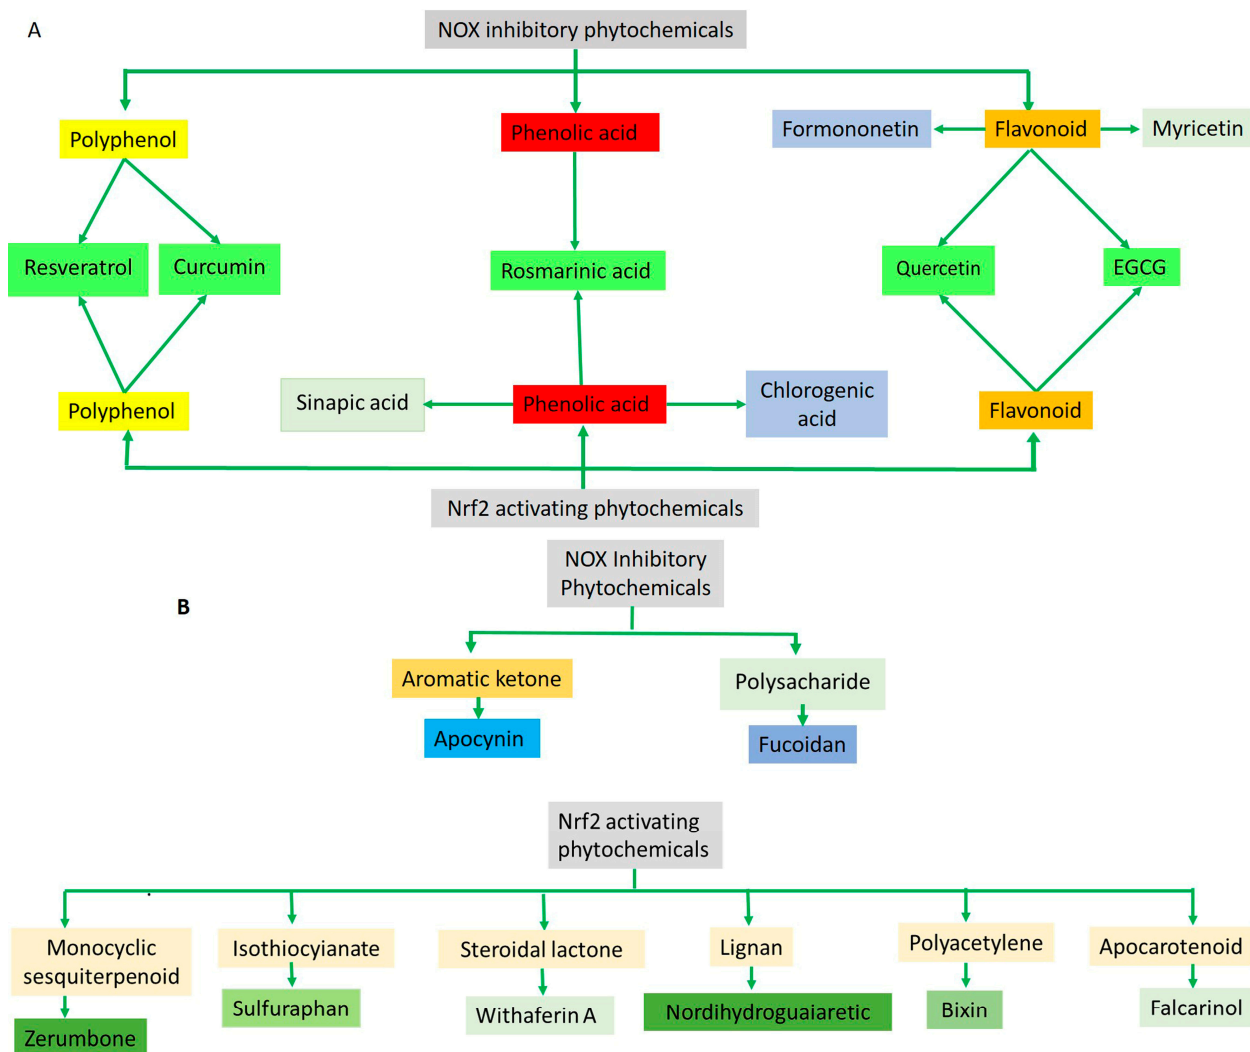 A
NOX inhibitory phytochemicals
Polyphenol
Phenolic acid
Formononetin
Flavonoid
Myricetin
Resveratrol
Curcumin
Rosmarinic acid
Quercetin
EGCG
Polyphenol
Sinapic acid
Phenolic acid
Chlorogenic
acid
Flavonoid
Nrf2 activating phytochemicals
NOX Inhibitory
Phytochemicals
B
Aromatic ketone
Polysacharide
Apocynin
Fucoidan
Nrf2 activating
phytochemicals
Monocyclic
sesquiterpenoid
Isothiocyianate
Steroidal lactone
Lignan
Polyacetylene
Apocarotenoid
Zerumbone
Sulfuraphan
Withaferin A
Nordihydroguaiaretic
Bixin
Falcarinol